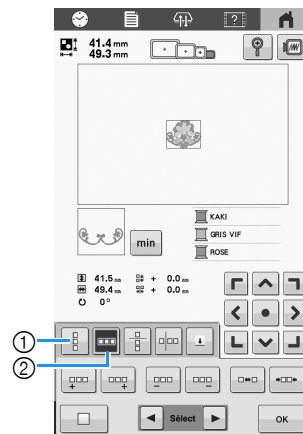 ?
41.4 mm
49.3 mm
min
KAKI
GRIS VIF
ROSE
41.5 mm + 0.0 mm
49.4 mm + 0.0 mm
0°
①
②
Sélect
OK